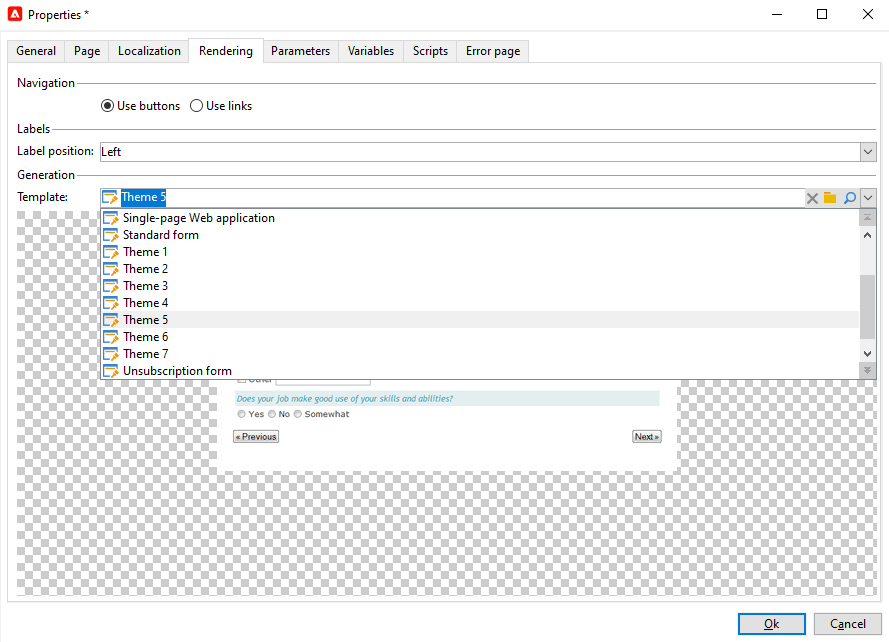 Properties *
General Page Localization Rendering Parameters Variables Scripts Error page
Navigation
Use buttons Use links
Labels
Label position: Left
Generation
Template: Theme 5
Single-page Web application
Standard form
Theme 1
Theme 2
Theme 3
Theme 4
Theme 5
Theme 6
Theme 7
Unsubscription form
Other
Does your job make good use of your skills and abilities?
Yes No Somewhat
« Previous Next »
Ok Cancel